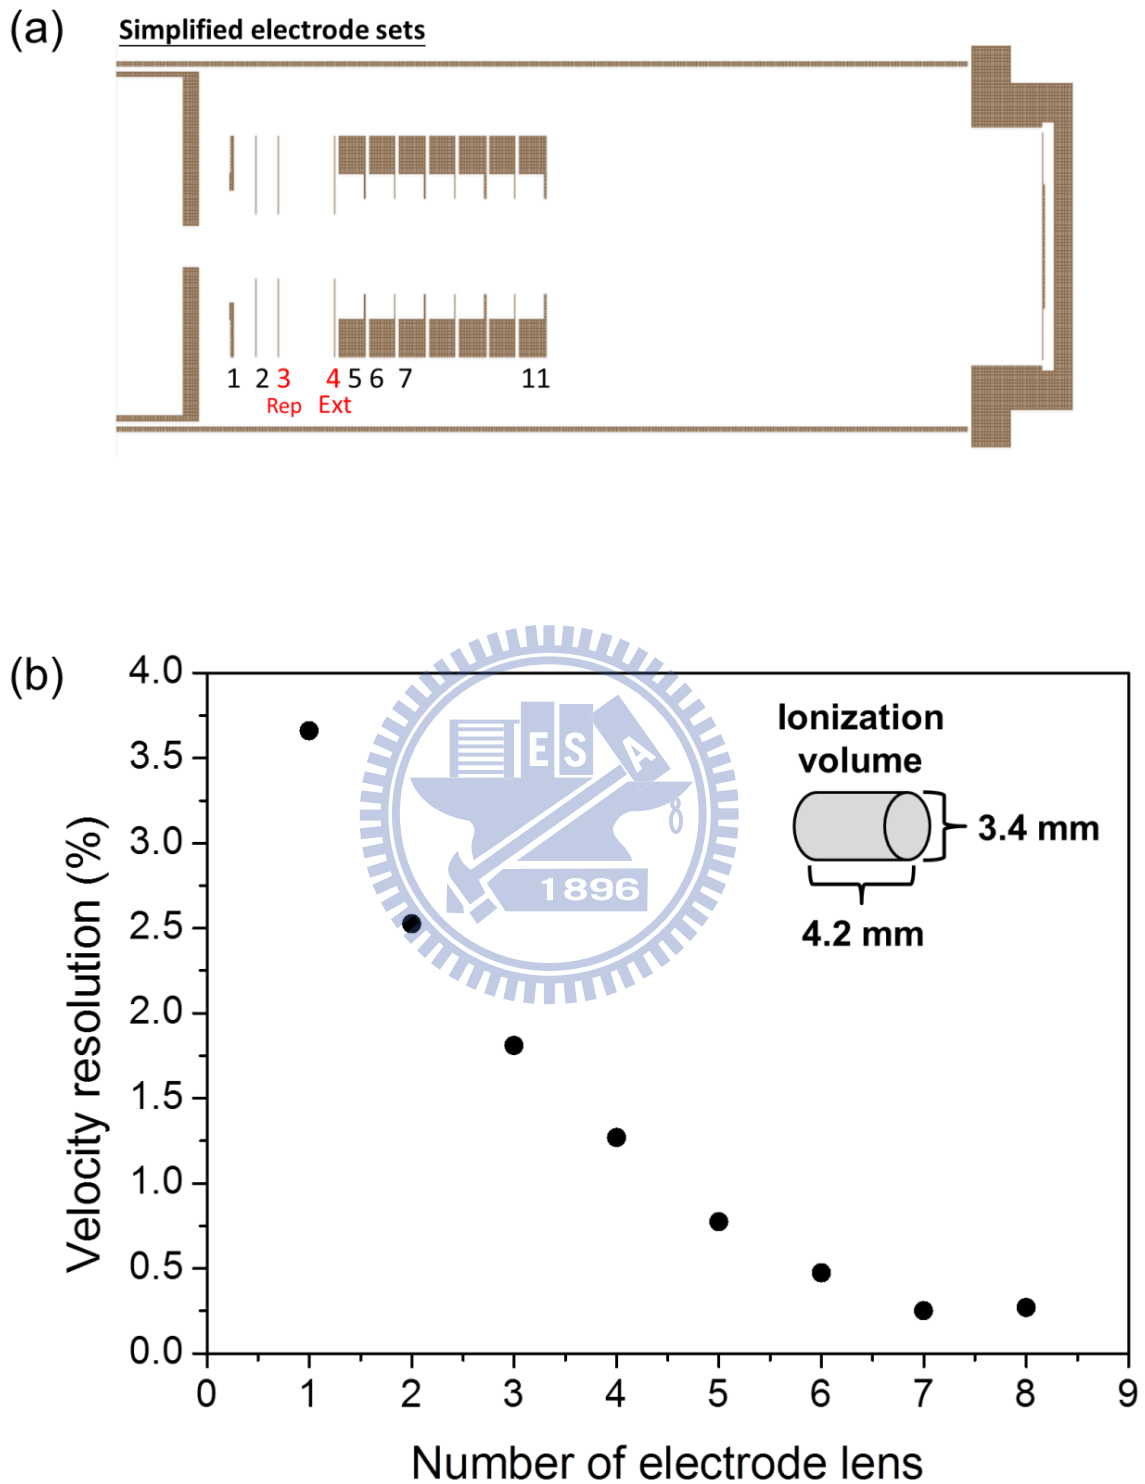 (a)
Simplified electrode sets
1 2 3 4 5 6 7 11
Rep Ext
(b)
4.0
3.5
3.0
2.5
2.0
1.5
1.0
0.5
0.0
Velocity resolution (%)
E S A
1896
Ionization
volume
3.4 mm
4.2 mm
0 1 2 3 4 5 6 7 8 9
Number of electrode lens